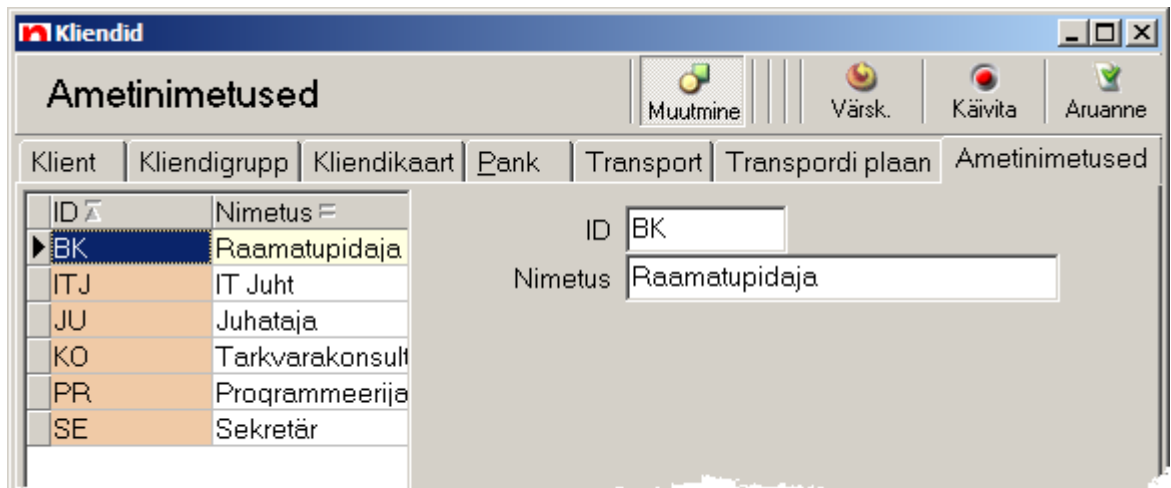 Kliendid
Ametinimetused
Muutmine Värsk. Käivita Aruanne
Klient Kliendigrupp Kliendikaart Pank Transport Transpordi plaan Ametinimetused
ID Nimetus
BK Raamatupidaja
ITJ IT Juht
JU Juhataja
KO Tarkvarakonsult
PR Programmeerija
SE Sekretär
ID BK
Nimetus Raamatupidaja